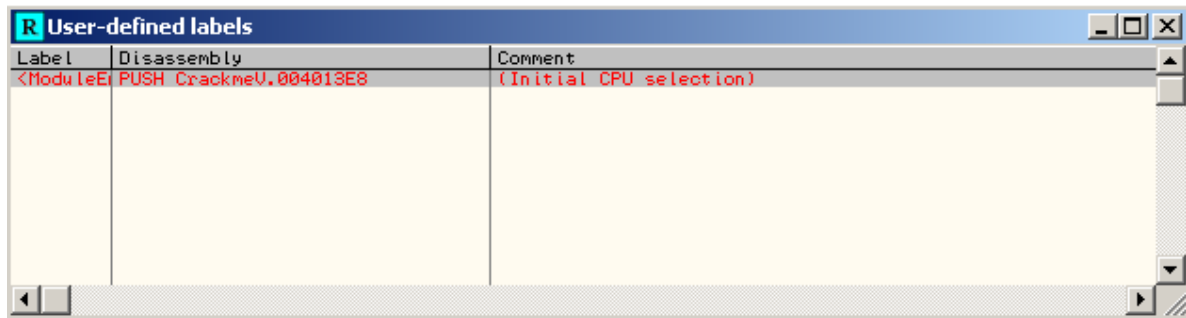 R User-defined labels
Label Disassembly Comment
<ModuleE PUSH CrackmeV.004013E8 (Initial CPU selection)